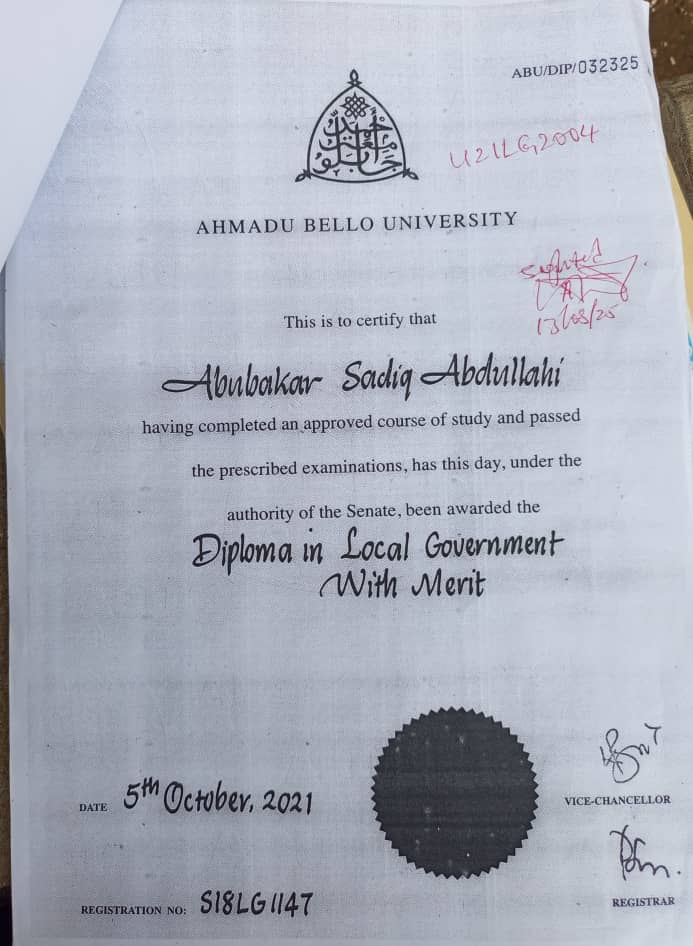 ABU/DIP/032325
U21LG2004
AHMADU BELLO UNIVERSITY
Sighted
13/08/25
This is to certify that
Abubakar Sadiq Abdullahi
having completed an approved course of study and passed
the prescribed examinations, has this day, under the
authority of the Senate, been awarded the
Diploma in Local Government
With Merit
DATE 5th October, 2021
VICE-CHANCELLOR
REGISTRATION NO: S18LG1147
REGISTRAR